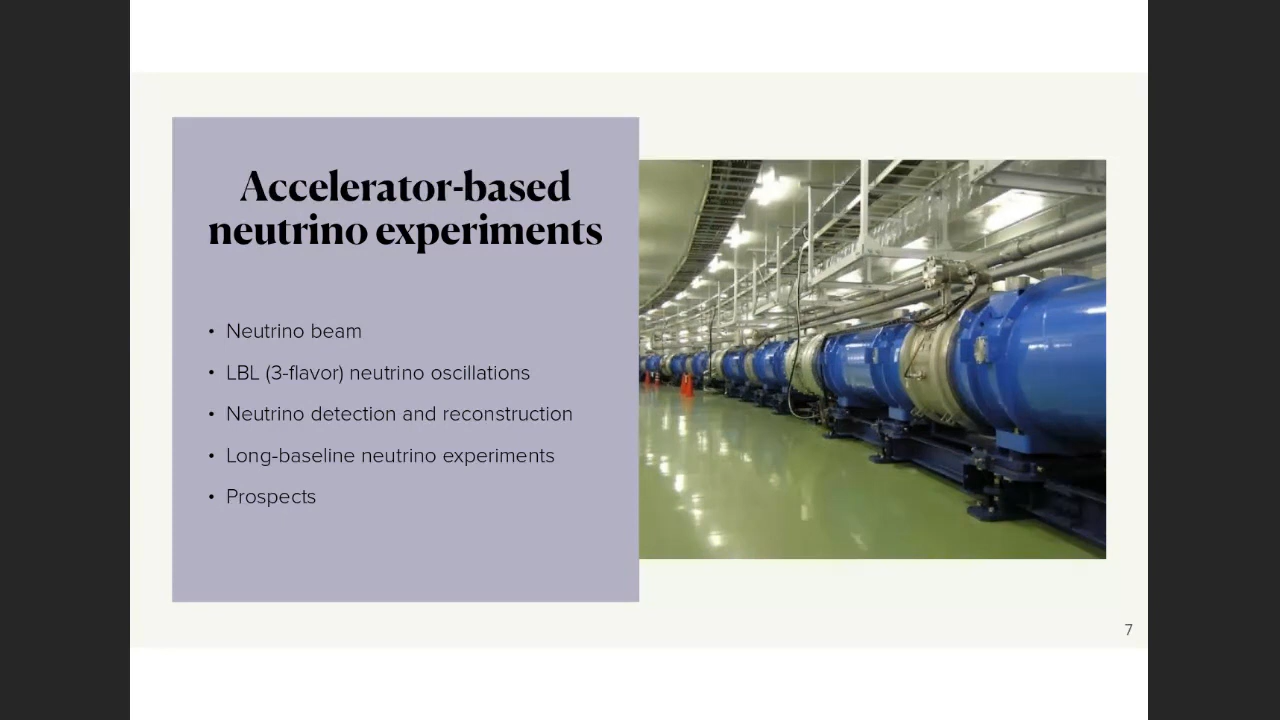 Accelerator-based
neutrino experiments
• Neutrino beam
• LBL (3-flavor) neutrino oscillations
• Neutrino detection and reconstruction
• Long-baseline neutrino experiments
• Prospects
7